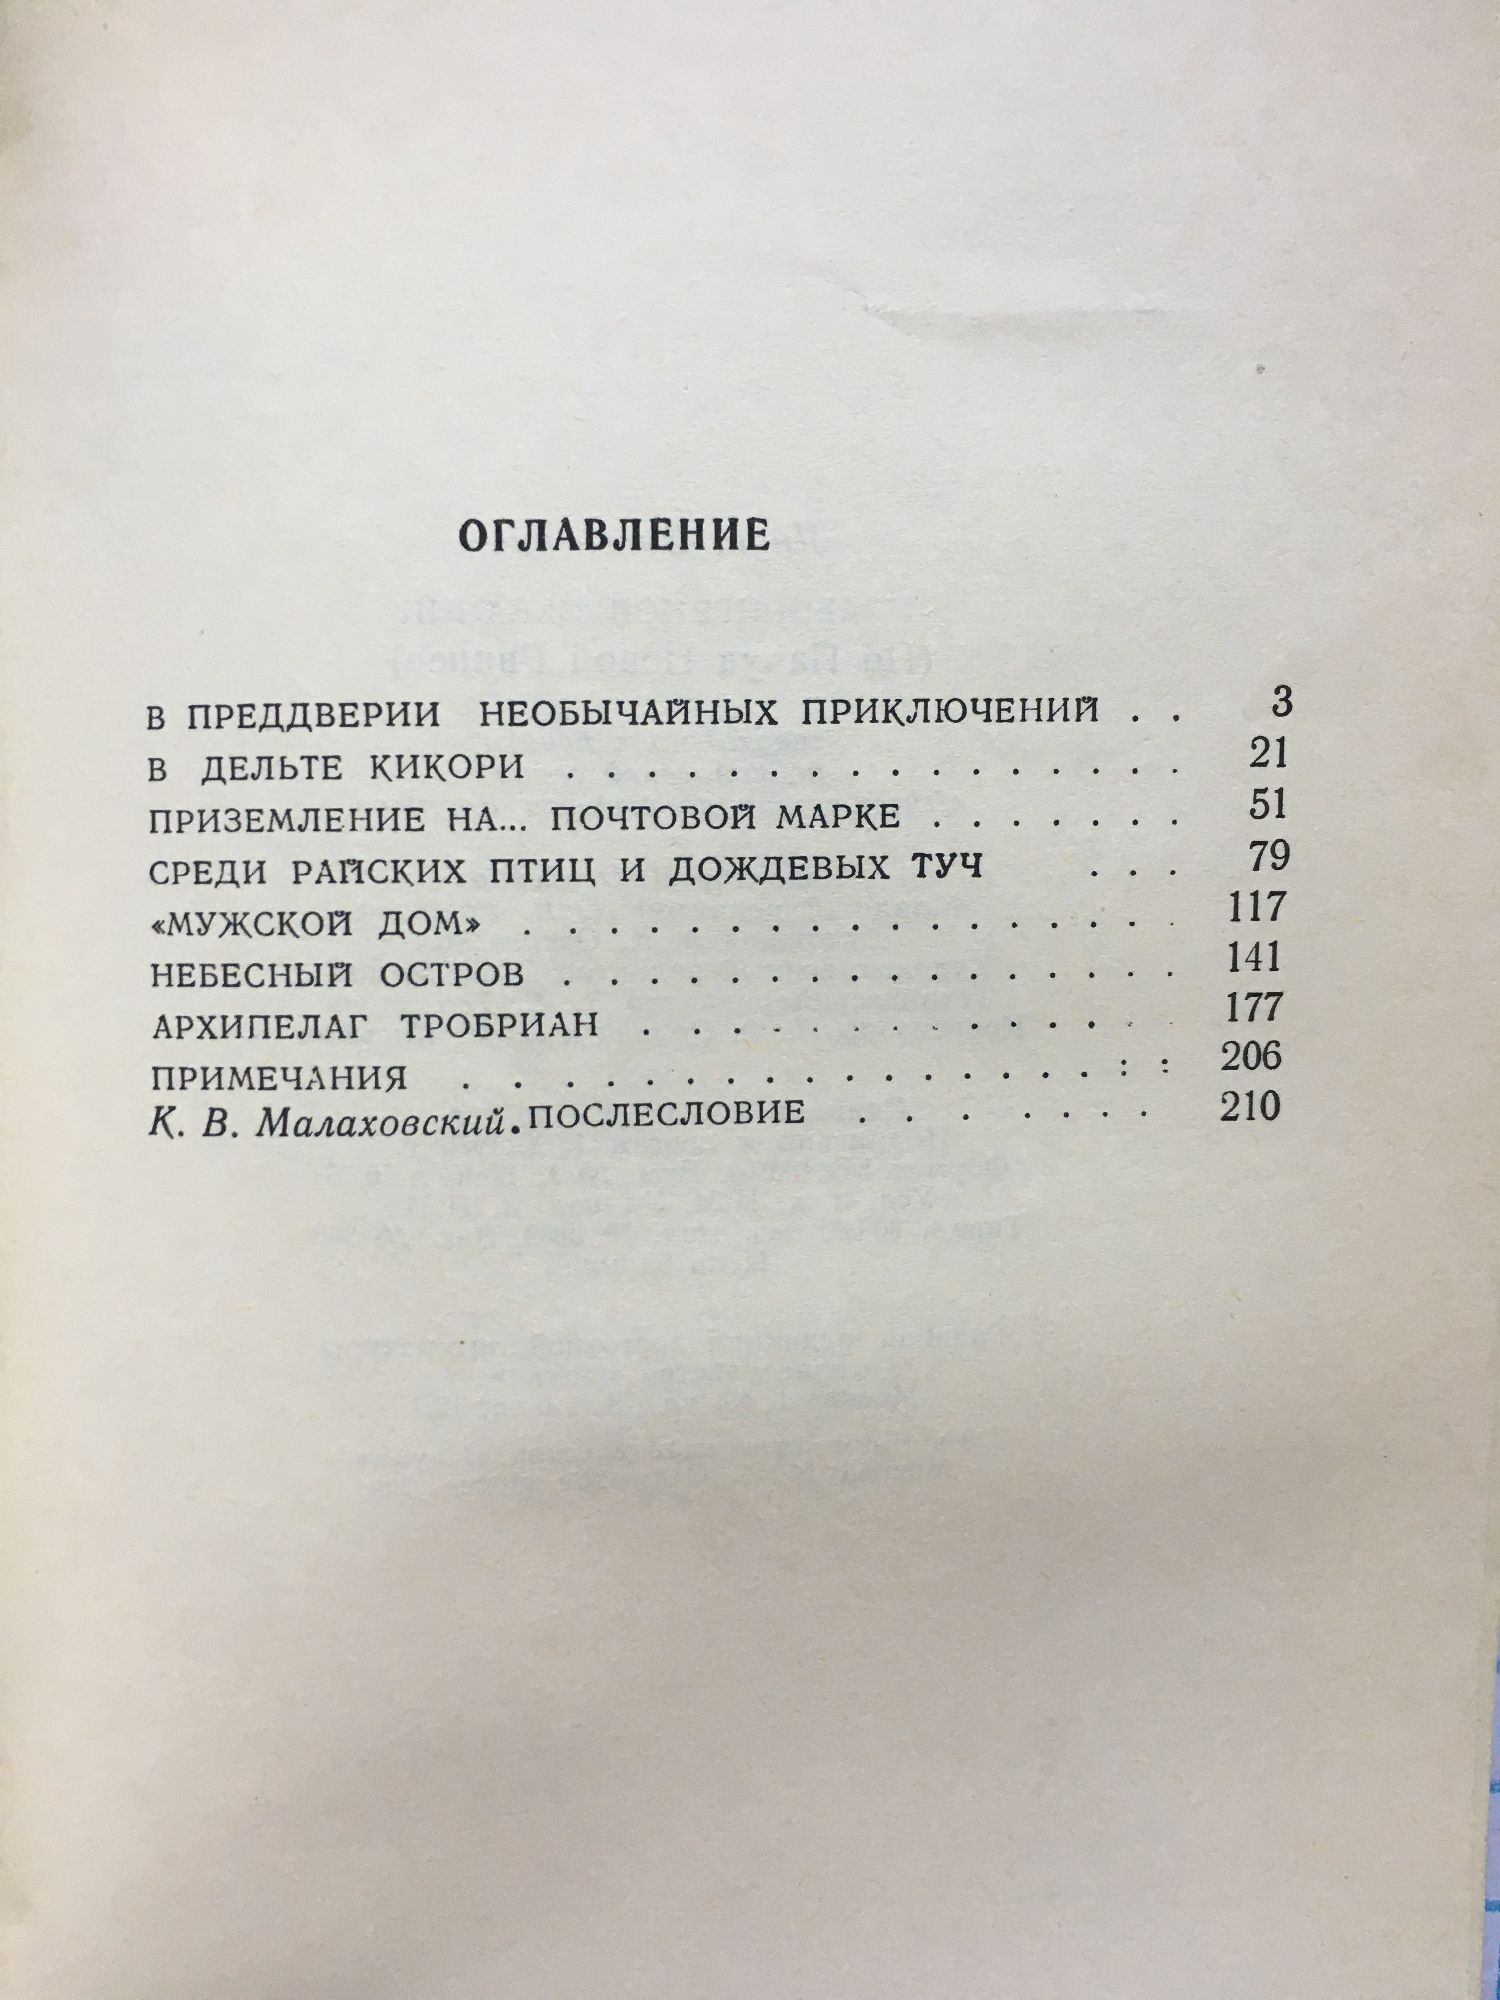 ОГЛАВЛЕНИЕ
В ПРЕДДВЕРИИ НЕОБЫЧАЙНЫХ ПРИКЛЮЧЕНИЙ . . 3
В ДЕЛЬТЕ КИКОРИ . . . . . . . . . . . . . . . . 21
ПРИЗЕМЛЕНИЕ НА... ПОЧТОВОЙ МАРКЕ . . . . . . . 51
СРЕДИ РАЙСКИХ ПТИЦ И ДОЖДЕВЫХ ТУЧ . . . 79
«МУЖСКОЙ ДОМ» . . . . . . . . . . . . . . . . . 117
НЕБЕСНЫЙ ОСТРОВ . . . . . . . . . . . . . . . . 141
АРХИПЕЛАГ ТРОБРИАН . . . . . . . . . . . . . . 177
ПРИМЕЧАНИЯ . . . . . . . . . . . . . . . . : : 206
К. В. Малаховский. ПОСЛЕСЛОВИЕ . . . . . . . 210